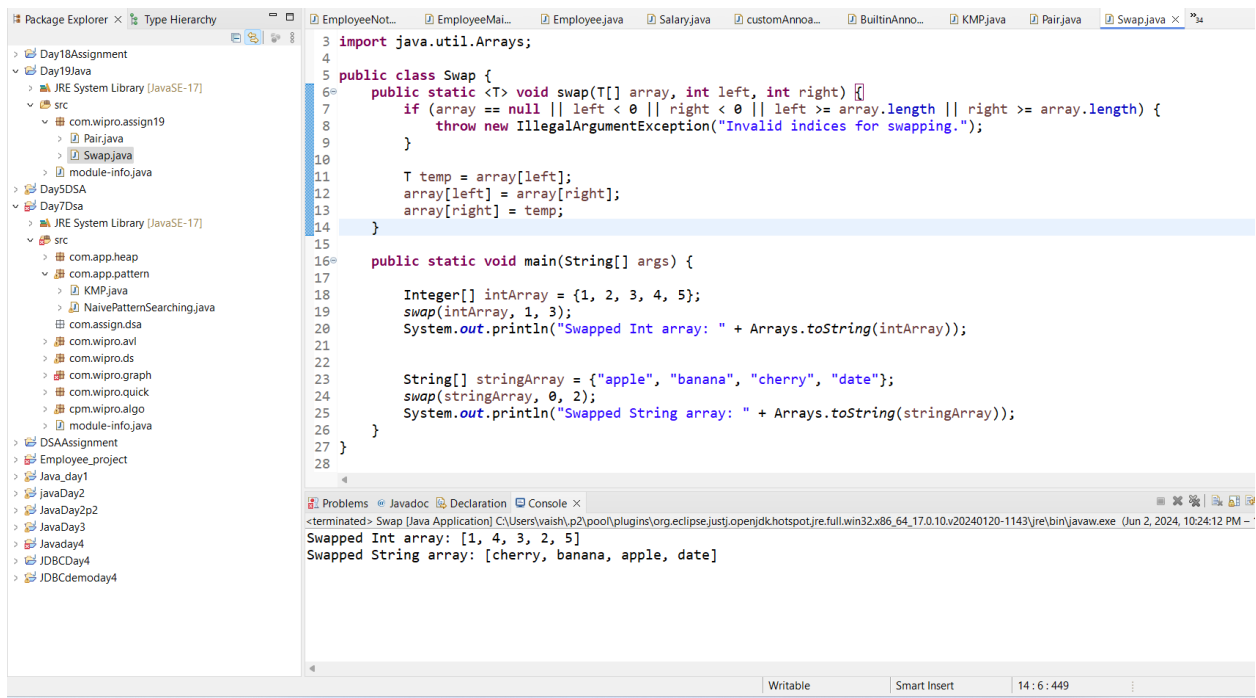 Package Explorer × Type Hierarchy
Day18Assignment
Day19Java
JRE System Library [JavaSE-17]
src
com.wipro.assign19
Pair.java
Swap.java
module-info.java
Day5DSA
Day7Dsa
JRE System Library [JavaSE-17]
src
com.app.heap
com.app.pattern
KMP.java
NaivePatternSearching.java
com.assign.dsa
com.wipro.avl
com.wipro.ds
com.wipro.graph
com.wipro.quick
cpm.wipro.algo
module-info.java
DSAAssignment
Employee_project
Java_day1
javaDay2
JavaDay2p2
JavaDay3
Javaday4
JDBCDay4
JDBCdemoday4
EmployeeNot... EmployeeMai... Employee.java Salary.java customAnnoa... BuiltinAnno... KMP.java Pair.java Swap.java × »34
3 import java.util.Arrays;
4
5 public class Swap {
6 public static <T> void swap(T[] array, int left, int right) {
7 if (array == null || left < 0 || right < 0 || left >= array.length || right >= array.length) {
8 throw new IllegalArgumentException("Invalid indices for swapping.");
9 }
10
11 T temp = array[left];
12 array[left] = array[right];
13 array[right] = temp;
14 }
15
16 public static void main(String[] args) {
17
18 Integer[] intArray = {1, 2, 3, 4, 5};
19 swap(intArray, 1, 3);
20 System.out.println("Swapped Int array: " + Arrays.toString(intArray));
21
22
23 String[] stringArray = {"apple", "banana", "cherry", "date"};
24 swap(stringArray, 0, 2);
25 System.out.println("Swapped String array: " + Arrays.toString(stringArray));
26 }
27 }
28
Problems @ Javadoc Declaration Console ×
<terminated> Swap [Java Application] C:\Users\vaish\.p2\pool\plugins\org.eclipse.justj.openjdk.hotspot.jre.full.win32.x86_64_17.0.10.v20240120-1143\jre\bin\javaw.exe (Jun 2, 2024, 10:24:12 PM –
Swapped Int array: [1, 4, 3, 2, 5]
Swapped String array: [cherry, banana, apple, date]
Writable Smart Insert 14 : 6 : 449